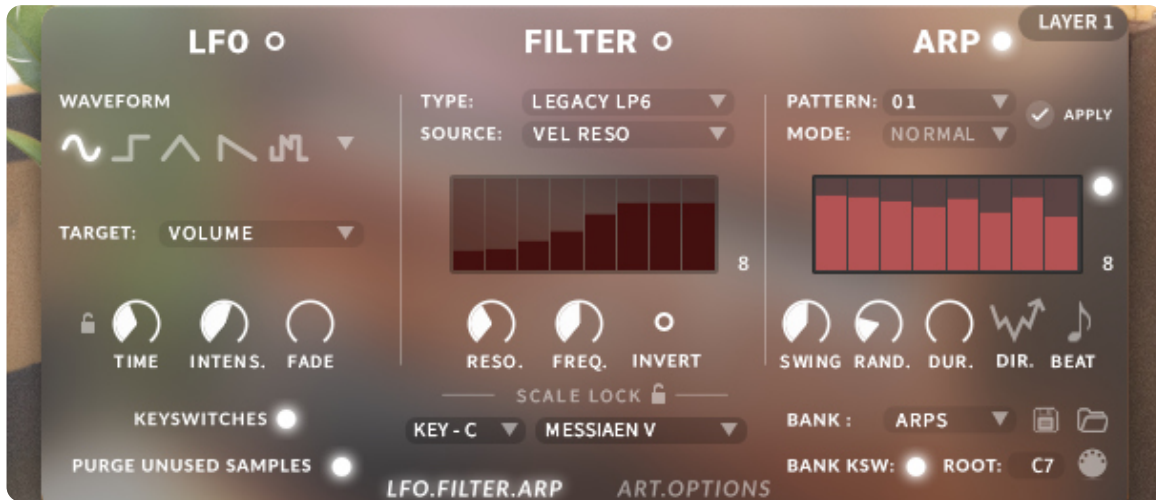 LAYER 1
LFO
FILTER
ARP
WAVEFORM
TARGET: VOLUME
TIME
INTENS.
FADE
KEYSWITCHES
PURGE UNUSED SAMPLES
TYPE: LEGACY LP6
SOURCE: VEL RESO
8
RESO.
FREQ.
INVERT
SCALE LOCK
KEY - C
MESSIAEN V
PATTERN: 01
MODE: NORMAL
APPLY
8
SWING
RAND.
DUR.
DIR.
BEAT
BANK : ARPS
BANK KSW:
ROOT: C7
LFO.FILTER.ARP
ART.OPTIONS